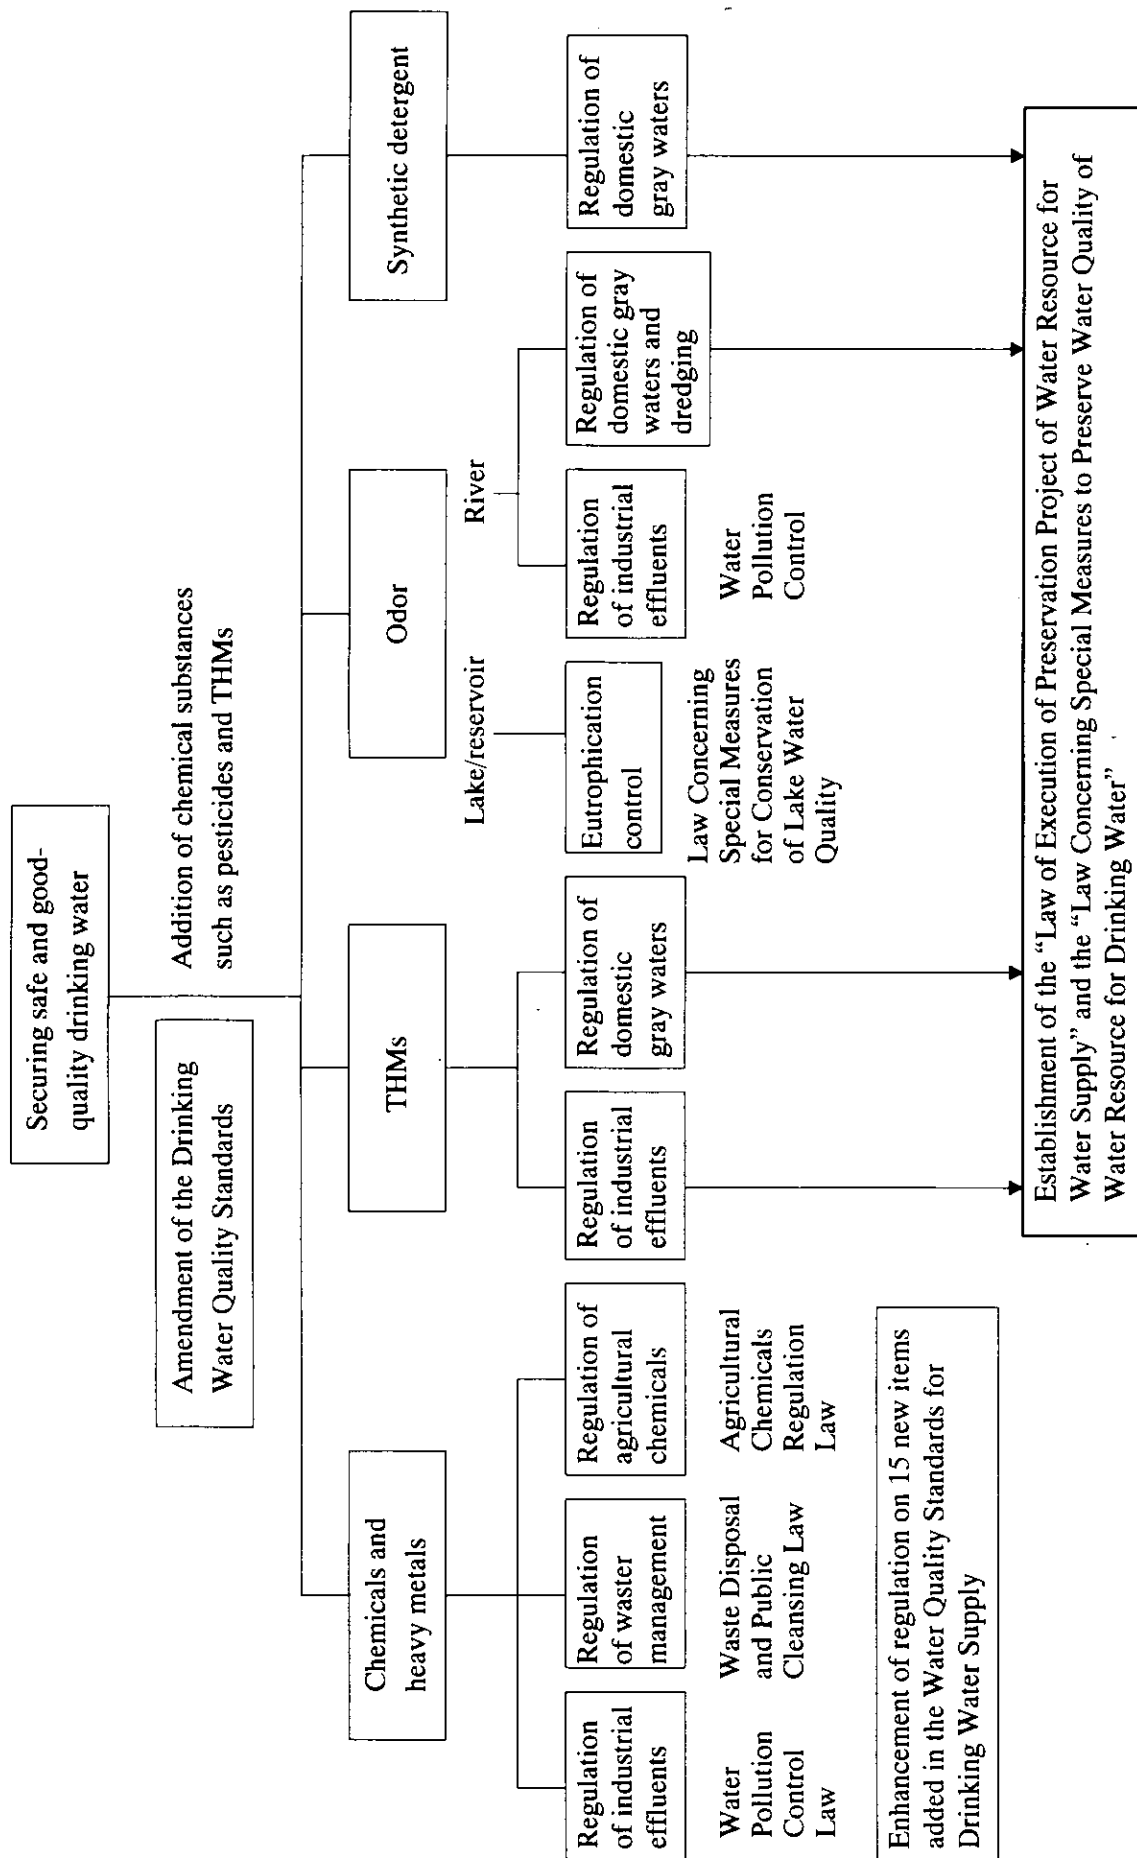 Securing safe and good-
quality drinking water
Amendment of the Drinking
Water Quality Standards
Addition of chemical substances
such as pesticides and THMs
Chemicals and
heavy metals
THMs
Odor
Synthetic detergent
Lake/reservoir
River
Regulation
of industrial
effluents
Regulation
of waster
management
Regulation of
agricultural
chemicals
Regulation
of industrial
effluents
Regulation of
domestic
gray waters
Eutrophication
control
Regulation
of industrial
effluents
Regulation of
domestic gray
waters and
dredging
Regulation of
domestic
gray waters
Water
Pollution
Control
Law
Waste Disposal
and Public
Cleansing Law
Agricultural
Chemicals
Regulation
Law
Law Concerning
Special Measures
for Conservation
of Lake Water
Quality
Water
Pollution
Control
Enhancement of regulation on 15 new items
added in the Water Quality Standards for
Drinking Water Supply
Establishment of the “Law of Execution of Preservation Project of Water Resource for
Water Supply” and the “Law Concerning Special Measures to Preserve Water Quality of
Water Resource for Drinking Water”